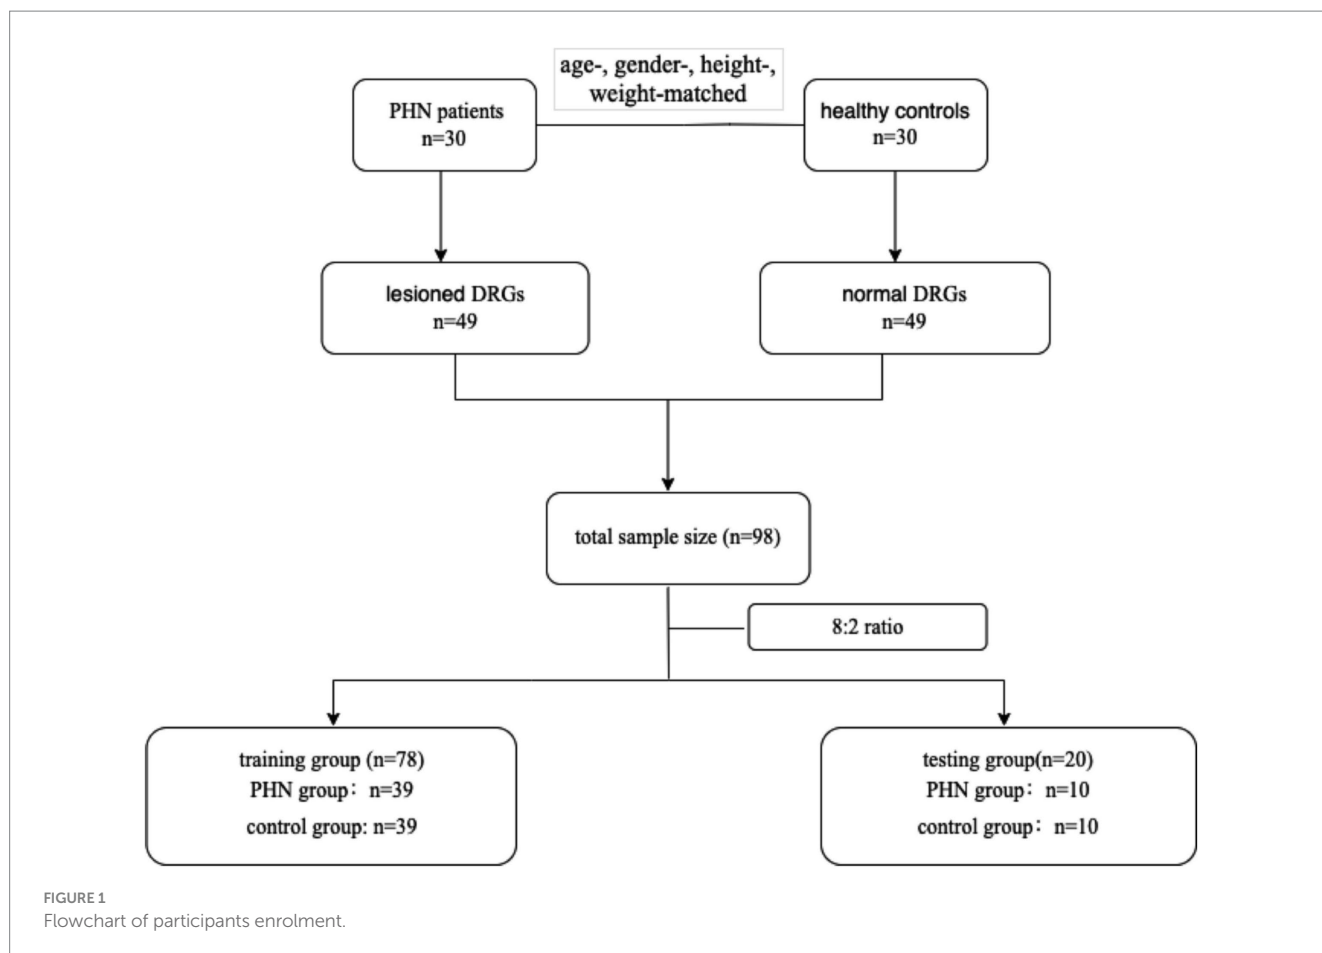 age-, gender-, height-,
weight-matched
PHN patients
n=30
healthy controls
n=30
lesioned DRGs
n=49
normal DRGs
n=49
total sample size (n=98)
8:2 ratio
training group (n=78)
PHN group： n=39
control group: n=39
testing group(n=20)
PHN group： n=10
control group： n=10
FIGURE 1
Flowchart of participants enrolment.